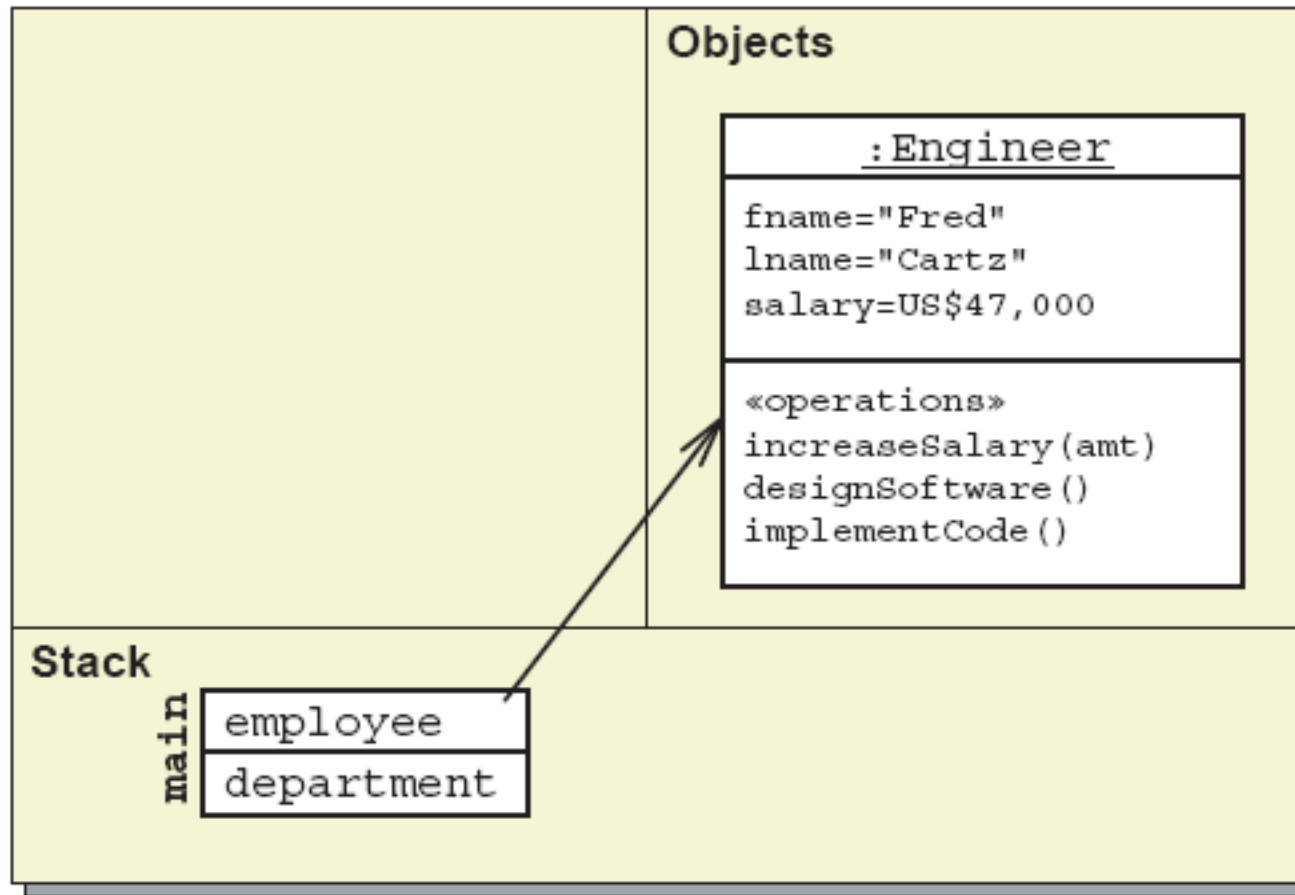 Objects
:Engineer
fname="Fred"
lname="Cartz"
salary=US$47,000
«operations»
increaseSalary(amt)
designSoftware()
implementCode()
Stack
main
employee
department